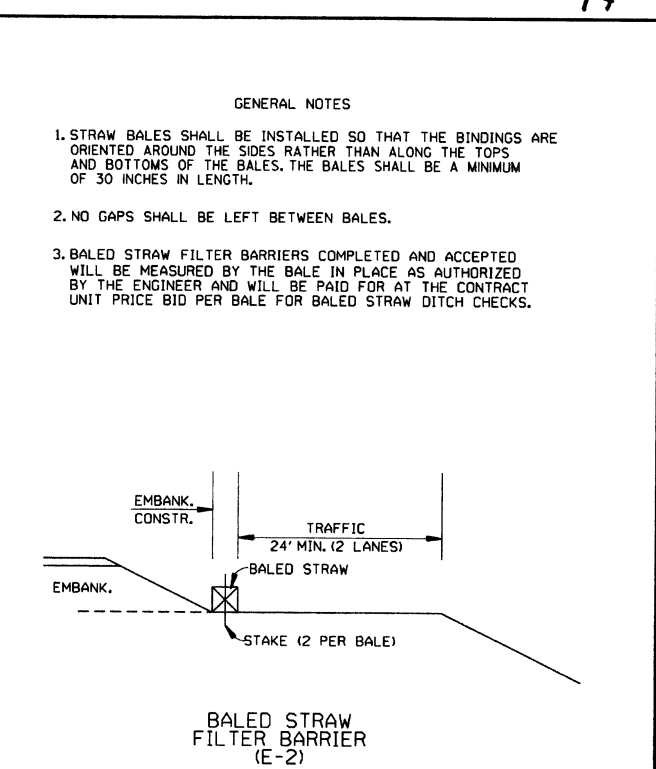 GENERAL NOTES
1. STRAW BALES SHALL BE INSTALLED SO THAT THE BINDINGS ARE
ORIENTED AROUND THE SIDES RATHER THAN ALONG THE TOPS
AND BOTTOMS OF THE BALES. THE BALES SHALL BE A MINIMUM
OF 30 INCHES IN LENGTH.
2. NO GAPS SHALL BE LEFT BETWEEN BALES.
3. BALED STRAW FILTER BARRIERS COMPLETED AND ACCEPTED
WILL BE MEASURED BY THE BALE IN PLACE AS AUTHORIZED
BY THE ENGINEER AND WILL BE PAID FOR AT THE CONTRACT
UNIT PRICE BID PER BALE FOR BALED STRAW DITCH CHECKS.
EMBANK.
CONSTR.
TRAFFIC
24' MIN. (2 LANES)
BALED STRAW
EMBANK.
STAKE (2 PER BALE)
BALED STRAW
FILTER BARRIER
(E-2)